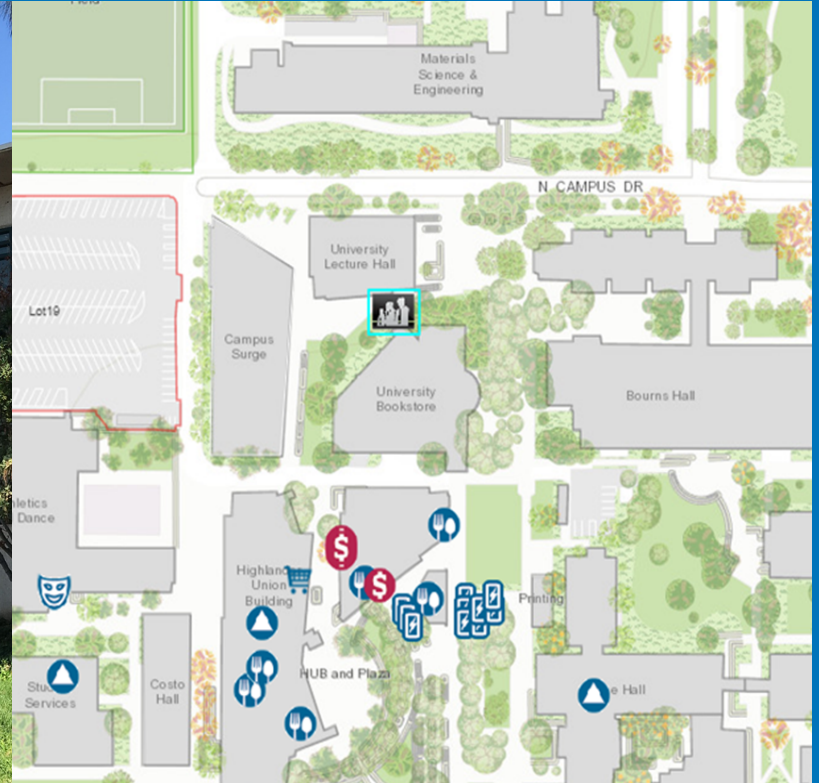 Materials
Science &
Engineering
N CAMPUS DR
University
Lecture Hall
Lot19
Campus
Surge
University
Bookstore
Bourns Hall
Dance
Union
Building
$
$
Printing
HUB and Plaza
Costo
Hall
Services
Hall